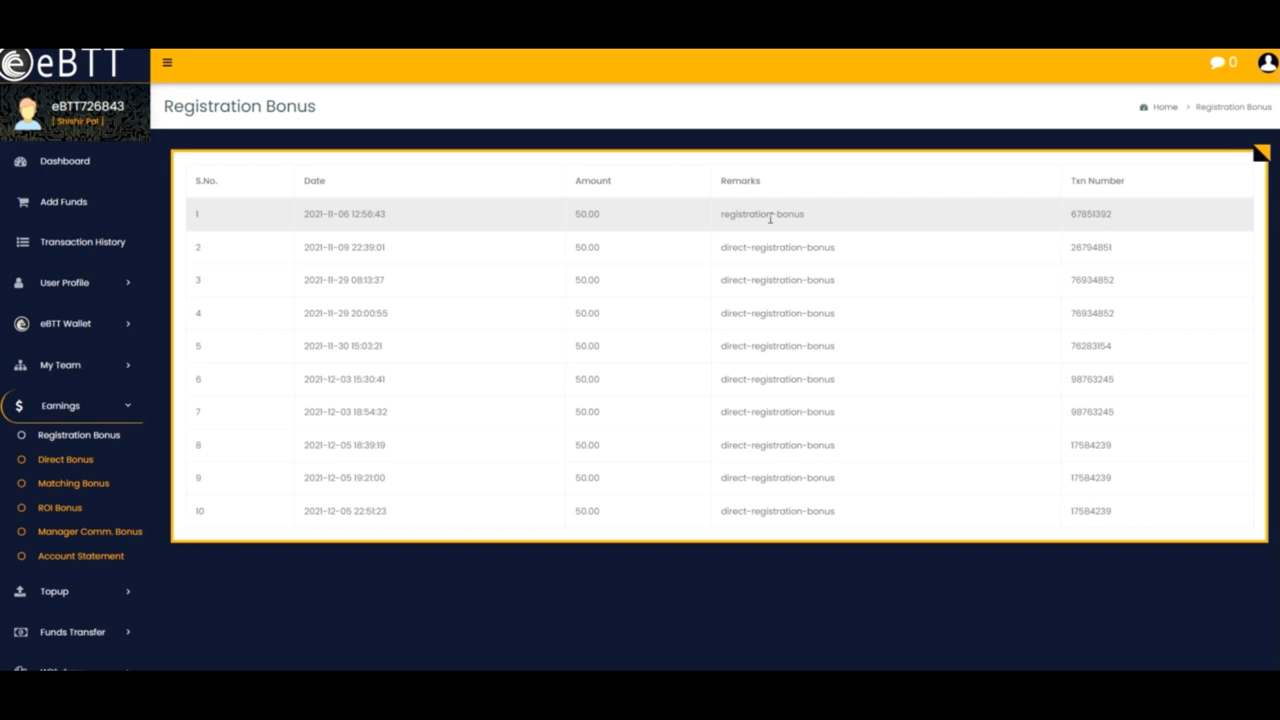 eBTT
0
eBTT726843
[ Shishir Pal ]
Registration Bonus
Home > Registration Bonus
Dashboard
Add Funds
Transaction History
User Profile
eBTT Wallet
My Team
Earnings
Registration Bonus
Direct Bonus
Matching Bonus
ROI Bonus
Manager Comm. Bonus
Account Statement
Topup
Funds Transfer
S.No. Date Amount Remarks Txn Number
1 2021-11-06 12:56:43 50.00 registration-bonus 67851392
2 2021-11-09 22:39:01 50.00 direct-registration-bonus 26794851
3 2021-11-29 08:13:37 50.00 direct-registration-bonus 76934852
4 2021-11-29 20:00:55 50.00 direct-registration-bonus 76934852
5 2021-11-30 15:03:21 50.00 direct-registration-bonus 76283154
6 2021-12-03 15:30:41 50.00 direct-registration-bonus 98763245
7 2021-12-03 18:54:32 50.00 direct-registration-bonus 98763245
8 2021-12-05 18:39:19 50.00 direct-registration-bonus 17584239
9 2021-12-05 19:21:00 50.00 direct-registration-bonus 17584239
10 2021-12-05 22:51:23 50.00 direct-registration-bonus 17584239